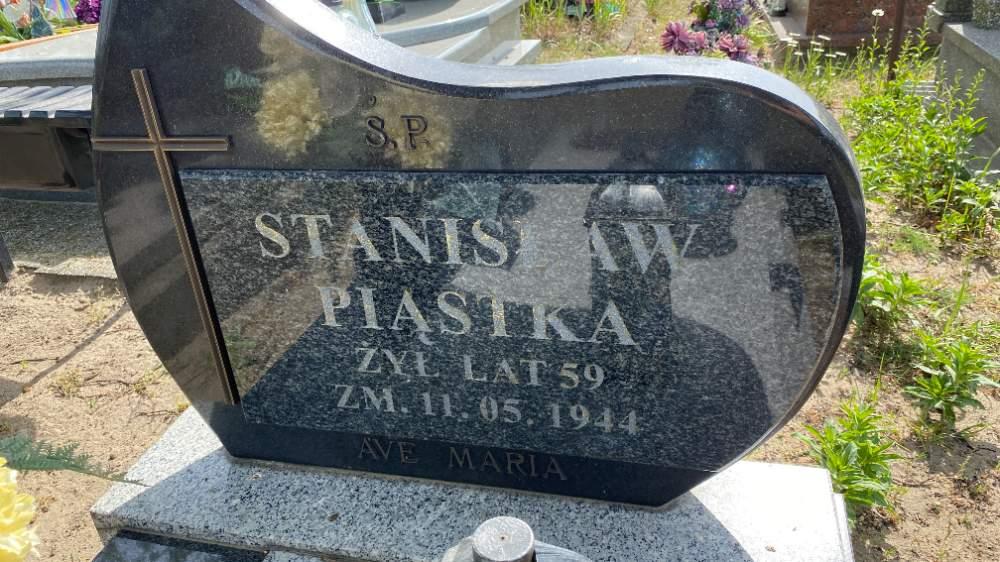 Ś.P.
STANISŁAW
PIĄSTKA
ŻYŁ LAT 59
ZM. 11. 05. 1944
AVE MARIA